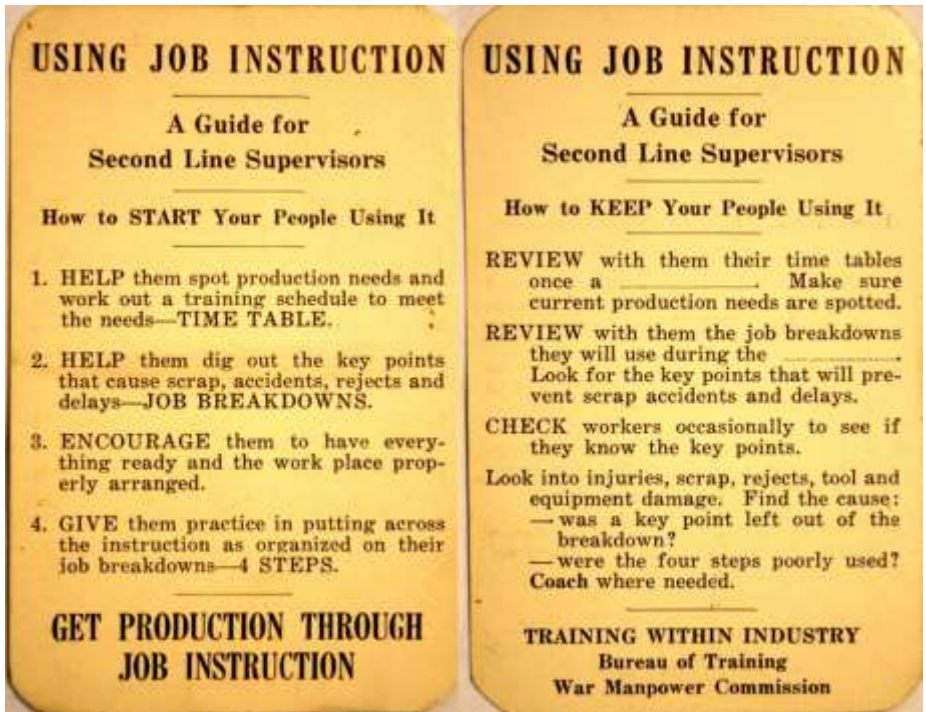 USING JOB INSTRUCTION
A Guide for
Second Line Supervisors
How to START Your People Using It
1. HELP them spot production needs and
work out a training schedule to meet
the needs—TIME TABLE.
2. HELP them dig out the key points
that cause scrap, accidents, rejects and
delays—JOB BREAKDOWNS.
3. ENCOURAGE them to have every-
thing ready and the work place prop-
erly arranged.
4. GIVE them practice in putting across
the instruction as organized on their
job breakdowns—4 STEPS.
GET PRODUCTION THROUGH
JOB INSTRUCTION
USING JOB INSTRUCTION
A Guide for
Second Line Supervisors
How to KEEP Your People Using It
REVIEW with them their time tables
once a ____________. Make sure
current production needs are spotted.
REVIEW with them the job breakdowns
they will use during the ............
Look for the key points that will pre-
vent scrap accidents and delays.
CHECK workers occasionally to see if
they know the key points.
Look into injuries, scrap, rejects, tool and
equipment damage. Find the cause:
—was a key point left out of the
breakdown?
—were the four steps poorly used?
Coach where needed.
TRAINING WITHIN INDUSTRY
Bureau of Training
War Manpower Commission